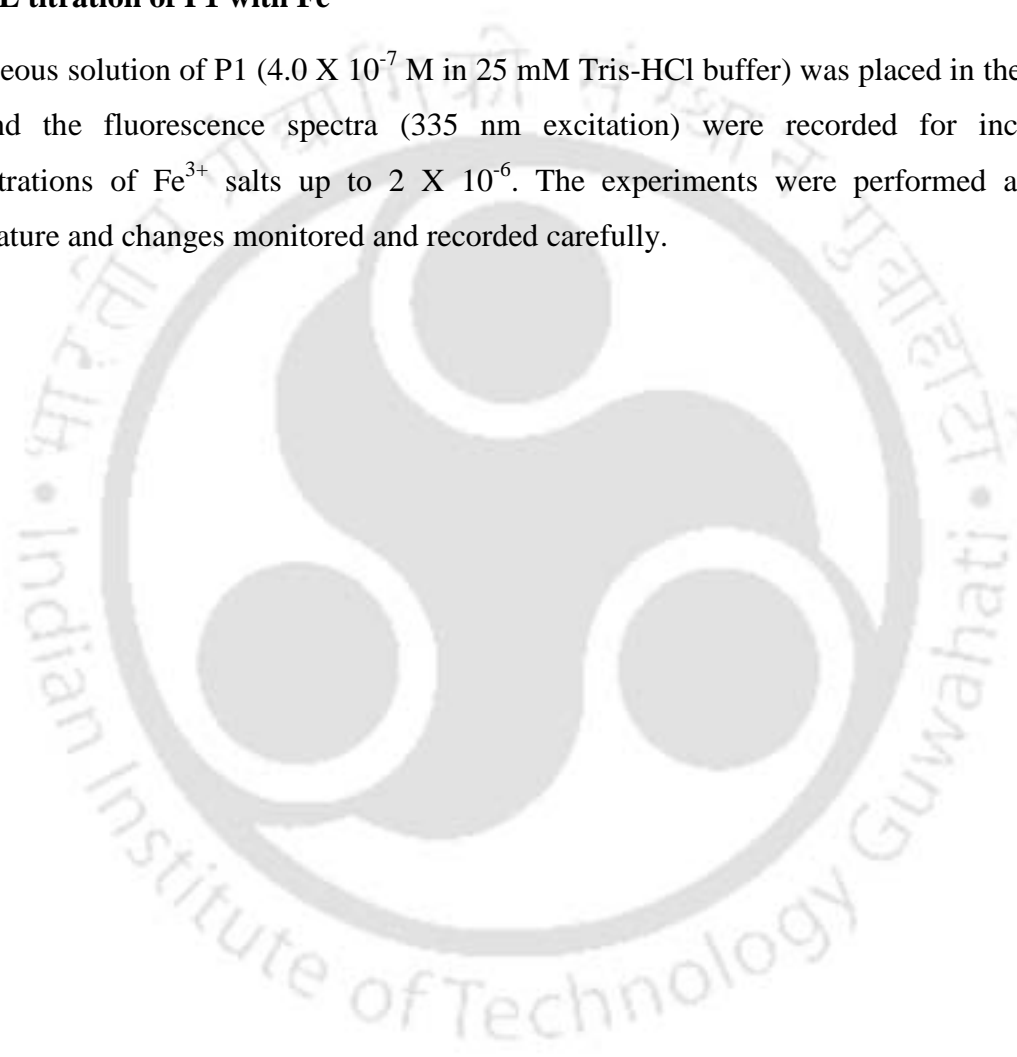 titration of P1 with Fe
eous solution of P1 (4.0 X 10⁻⁷ M in 25 mM Tris-HCl buffer) was placed in the
nd the fluorescence spectra (335 nm excitation) were recorded for inc
trations of Fe³⁺ salts up to 2 X 10⁻⁶. The experiments were performed a
ature and changes monitored and recorded carefully.
भारतीय प्रौद्योगिकी संस्थान गुवाहाटी
Indian Institute of Technology Guwahati